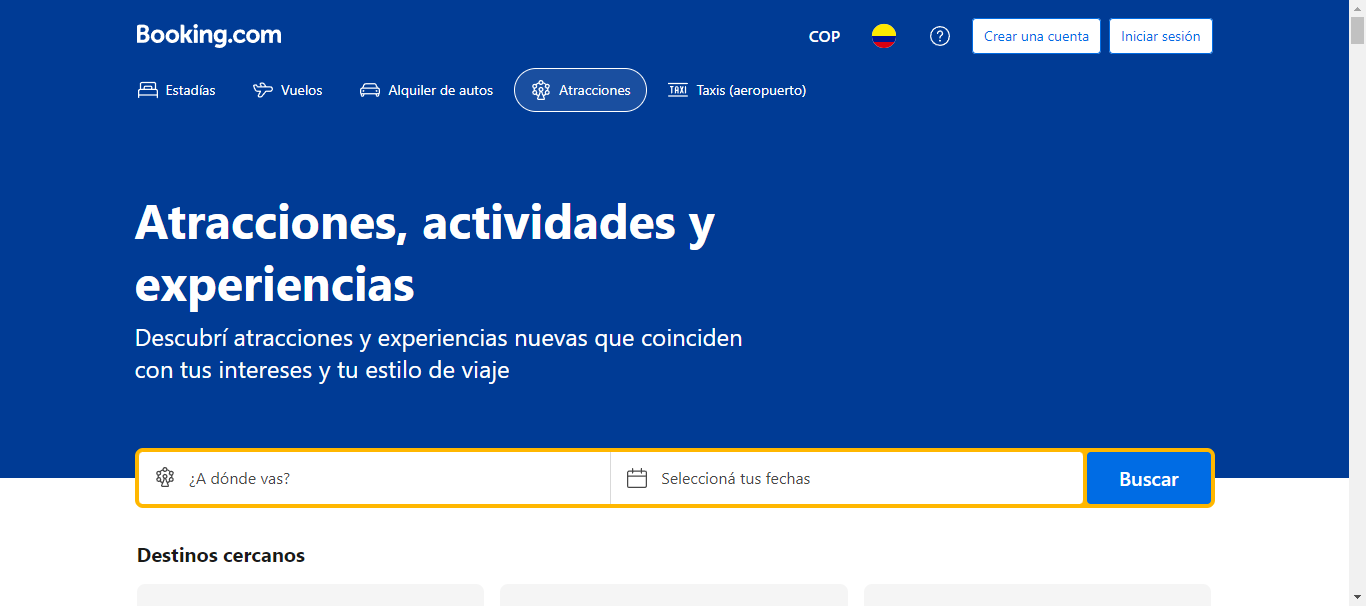 Booking.com
COP
Crear una cuenta
Iniciar sesión
Estadías
Vuelos
Alquiler de autos
Atracciones
TAXI
Taxis (aeropuerto)
Atracciones, actividades y
experiencias
Descubrí atracciones y experiencias nuevas que coinciden
con tus intereses y tu estilo de viaje
¿A dónde vas?
Seleccioná tus fechas
Buscar
Destinos cercanos